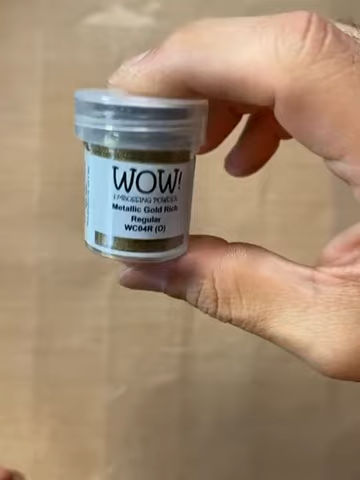 WOW!
EMBOSSING POWDER
Metallic Gold Rich
Regular
WC04R (O)